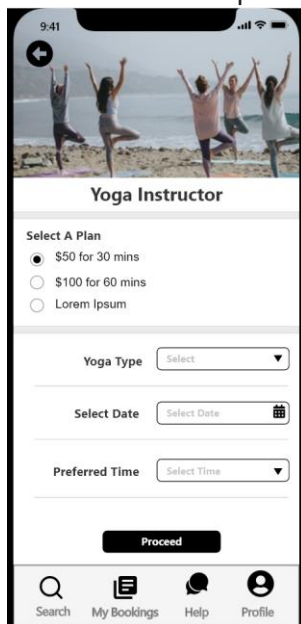 9:41
Yoga Instructor
Select A Plan
$50 for 30 mins
$100 for 60 mins
Lorem Ipsum
Yoga Type Select
Select Date Select Date
Preferred Time Select Time
Proceed
Search My Bookings Help Profile